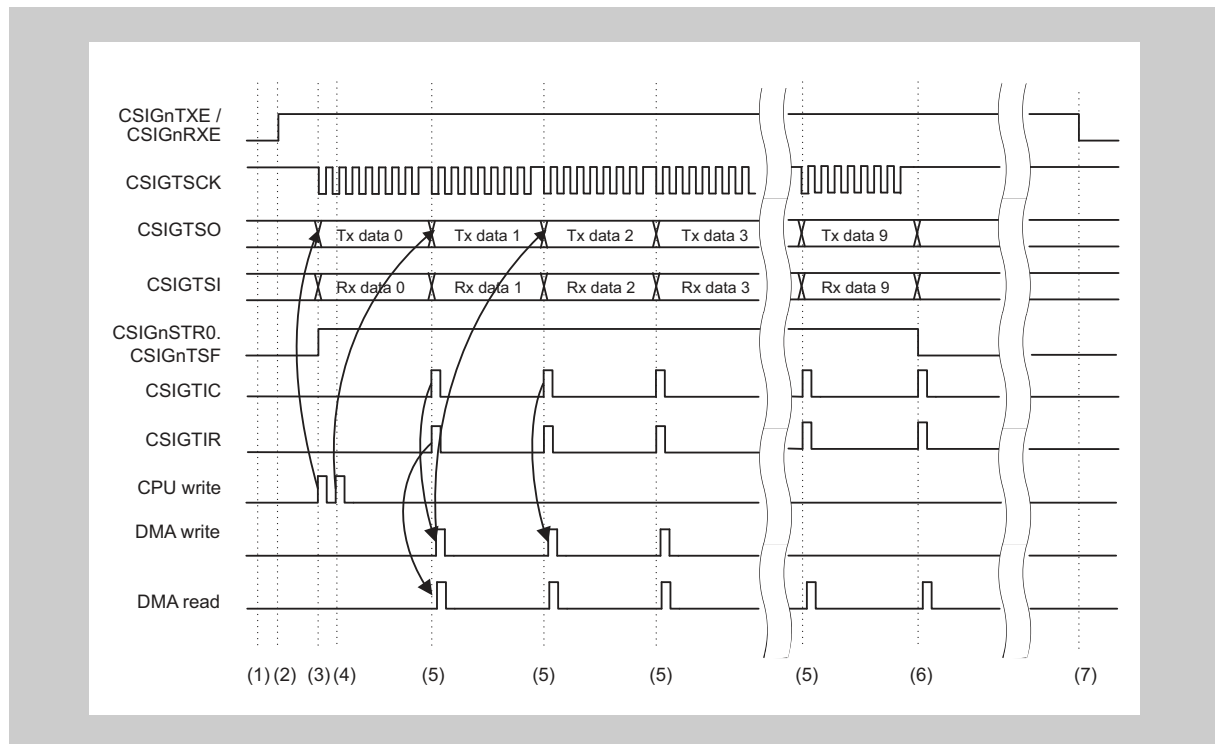 CSIGnTXE /
CSIGnRXE
CSIGTSCK
CSIGTSO
Tx data 0 Tx data 1 Tx data 2 Tx data 3 Tx data 9
CSIGTSI
Rx data 0 Rx data 1 Rx data 2 Rx data 3 Rx data 9
CSIGnSTR0.
CSIGnTSF
CSIGTIC
CSIGTIR
CPU write
DMA write
DMA read
(1) (2) (3) (4) (5) (5) (5) (5) (6) (7)